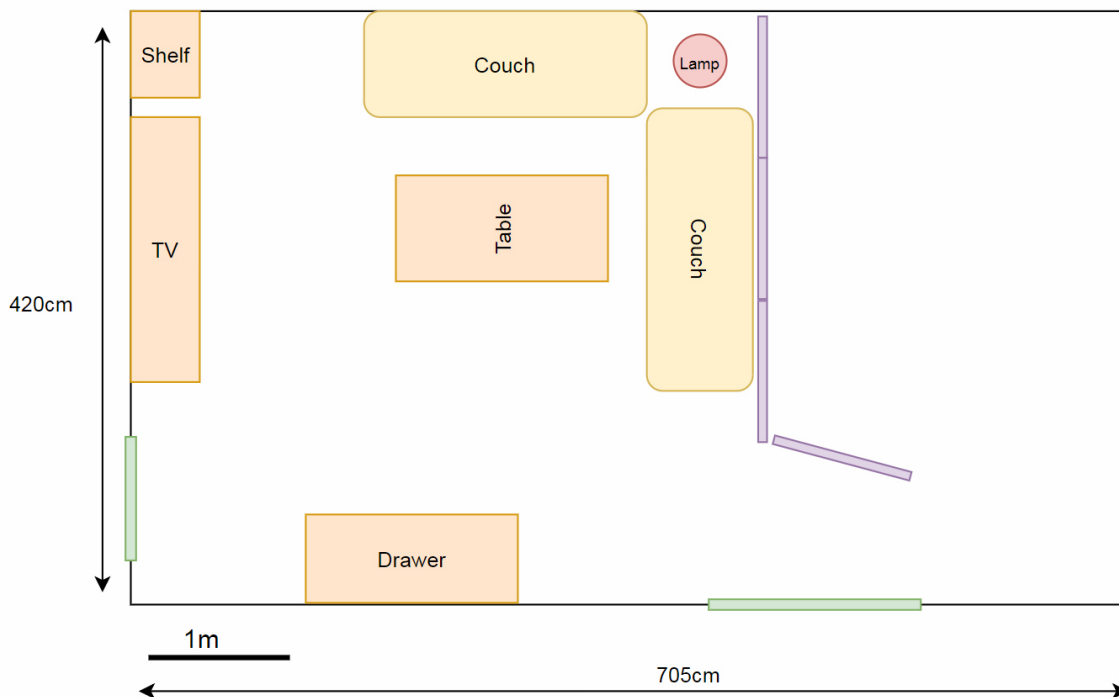 Shelf
Couch
Lamp
TV
Table
Couch
420cm
Drawer
1m
705cm